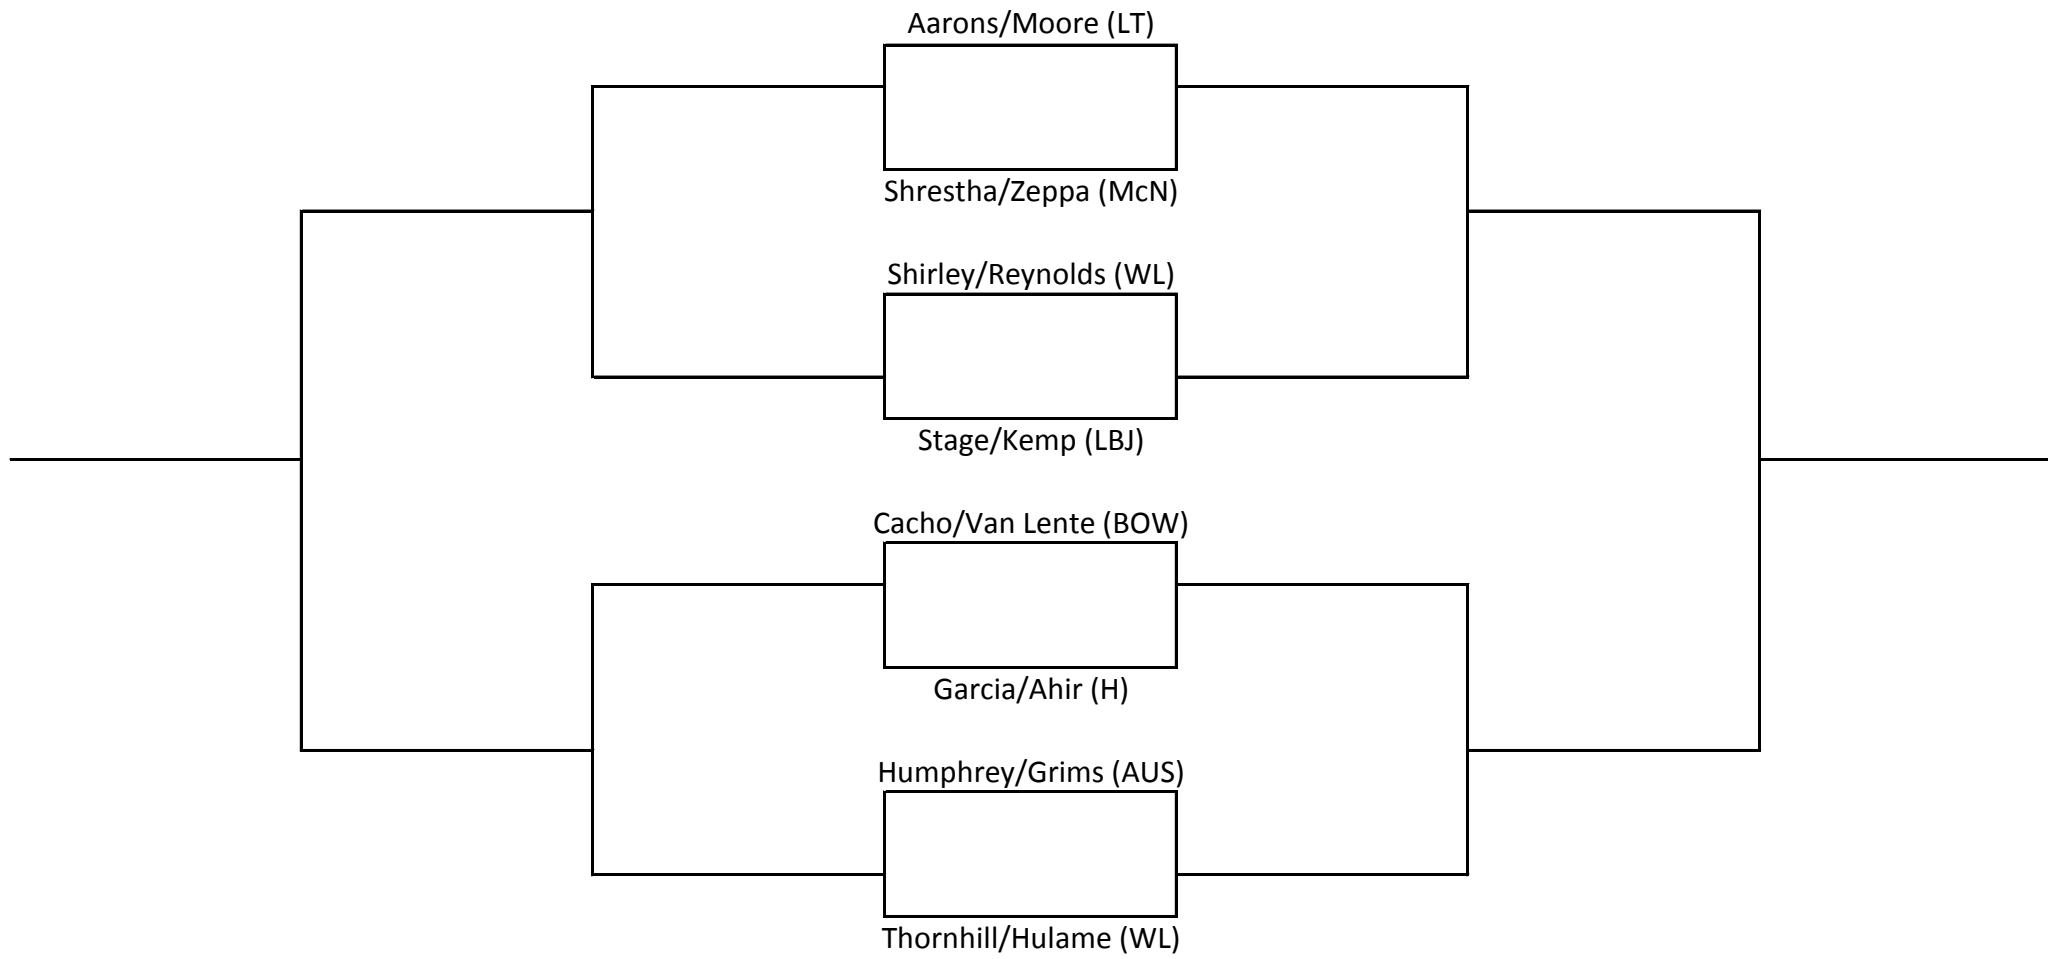 Aarons/Moore (LT)
Shrestha/Zeppa (McN)
Shirley/Reynolds (WL)
Stage/Kemp (LBJ)
Cacho/Van Lente (BOW)
Garcia/Ahir (H)
Humphrey/Grims (AUS)
Thornhill/Hulame (WL)